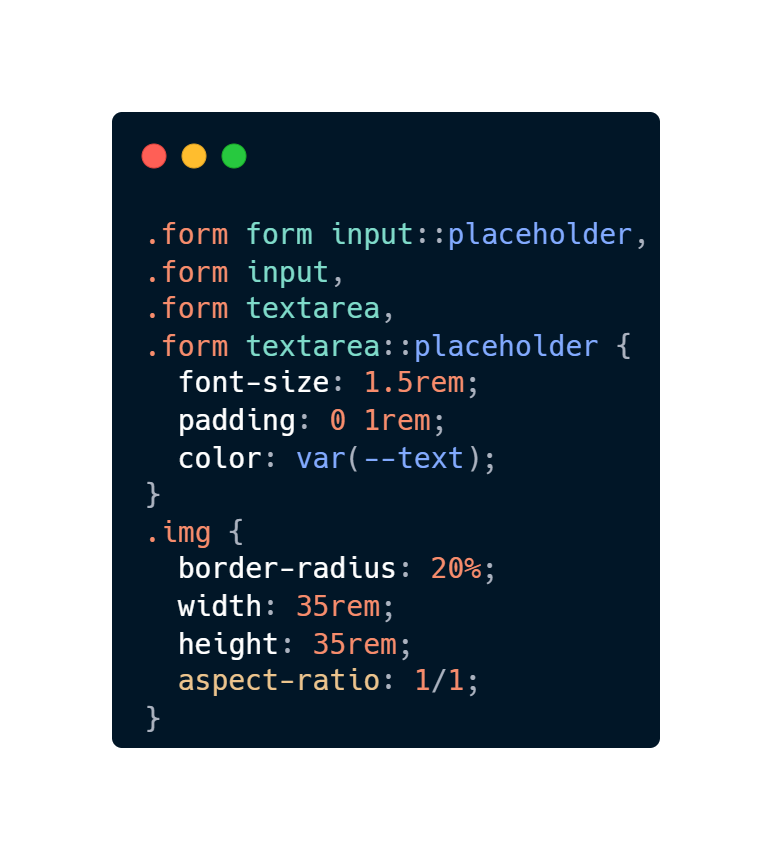 .form form input::placeholder,
.form input,
.form textarea,
.form textarea::placeholder {
  font-size: 1.5rem;
  padding: 0 1rem;
  color: var(--text);
}
.img {
  border-radius: 20%;
  width: 35rem;
  height: 35rem;
  aspect-ratio: 1/1;
}